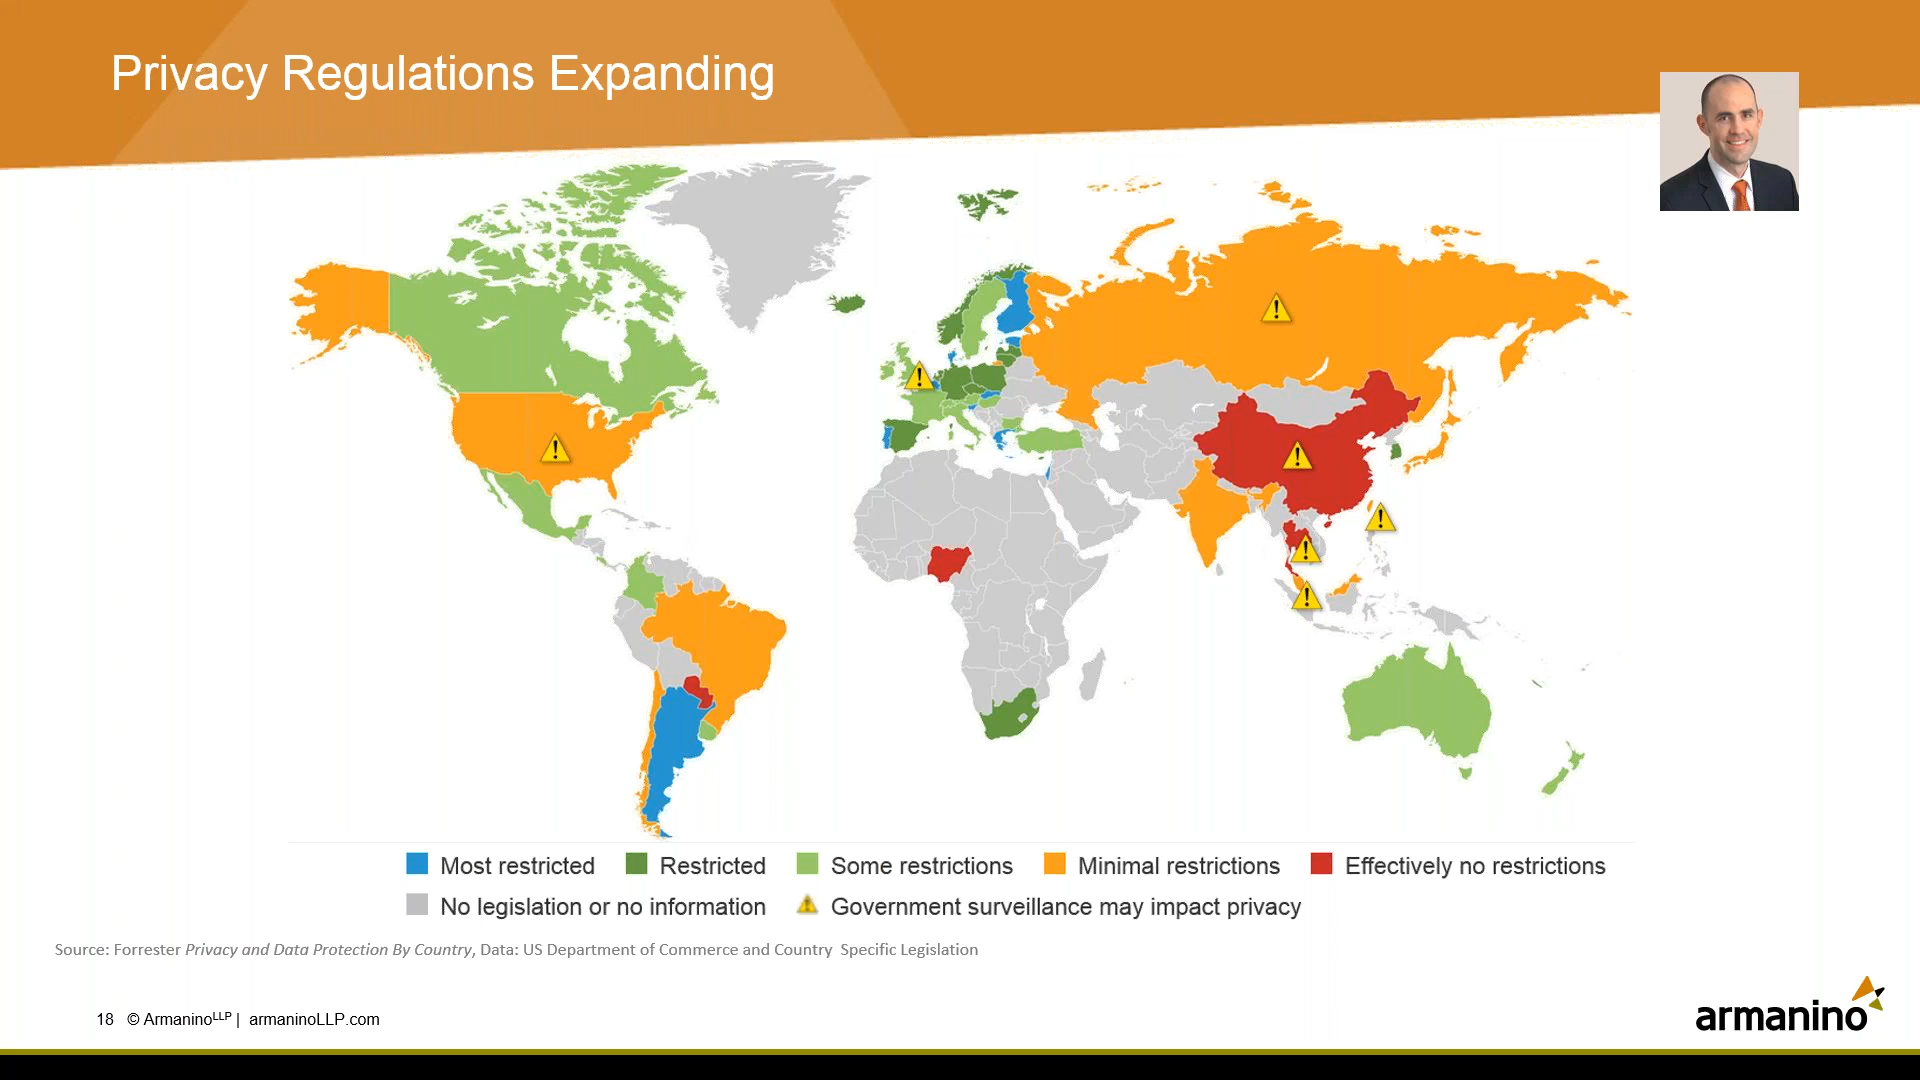 Privacy Regulations Expanding
Most restricted Restricted Some restrictions Minimal restrictions Effectively no restrictions
No legislation or no information Government surveillance may impact privacy
Source: Forrester Privacy and Data Protection By Country, Data: US Department of Commerce and Country Specific Legislation
18 © ArmaninoLLP | armaninoLLP.com
armanino